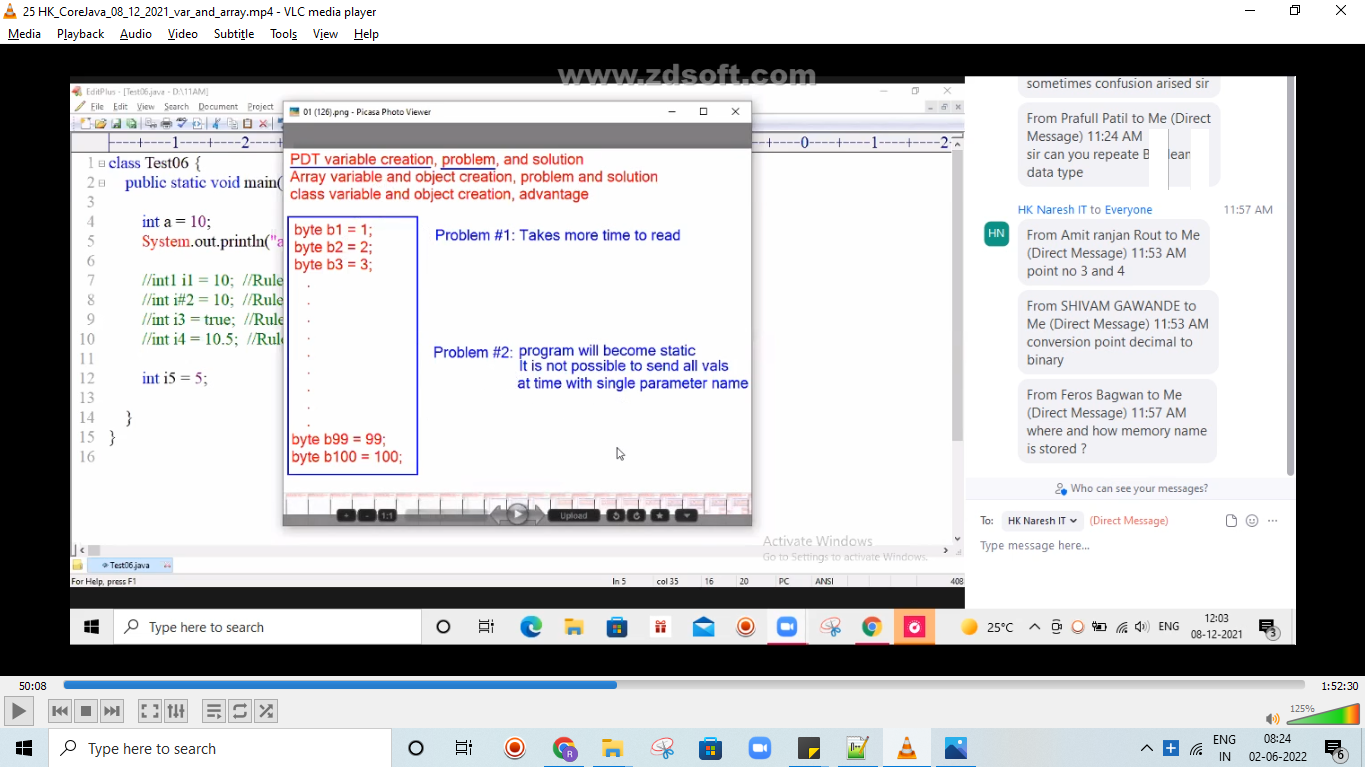 25 HK_CoreJava_08_12_2021_var_and_array.mp4 - VLC media player
Media Playback Audio Video Subtitle Tools View Help
www.zdsoft.com
EditPlus - [Test06.java - D:\11AM]
File Edit View Search Document Project
----+----1----+----2
--+----0----+----1----+----2
1 class Test06 {
2 public static void main(
3
4 int a = 10;
5 System.out.println("a
6
7 //int1 i1 = 10; //Rule
8 //int i#2 = 10; //Rule
9 //int i3 = true; //Rule
10 //int i4 = 10.5; //Rule
11
12 int i5 = 5;
13
14 }
15 }
16
01 (126).png - Picasa Photo Viewer
PDT variable creation, problem, and solution
Array variable and object creation, problem and solution
class variable and object creation, advantage
byte b1 = 1;
byte b2 = 2;
byte b3 = 3;
.
.
.
.
.
.
.
.
.
byte b99 = 99;
byte b100 = 100;
Problem #1: Takes more time to read
Problem #2: program will become static
It is not possible to send all vals
at time with single parameter name
1:1
Upload
Activate Windows
Go to Settings to activate Windows.
Test06.java
For Help, press F1
ln 5 col 35 16 20 PC ANSI 408
sometimes confusion arised sir
From Prafull Patil to Me (Direct
Message) 11:24 AM
sir can you repeat B lean
data type
HK Naresh IT to Everyone 11:57 AM
HN
From Amit ranjan Rout to Me
(Direct Message) 11:53 AM
point no 3 and 4
From SHIVAM GAWANDE to
Me (Direct Message) 11:53 AM
conversion point decimal to
binary
From Feros Bagwan to Me
(Direct Message) 11:57 AM
where and how memory name
is stored ?
Who can see your messages?
To: HK Naresh IT (Direct Message)
Type message here...
Type here to search
25°C
ENG
12:03
08-12-2021
3
50:08
1:52:30
125%
Type here to search
R
ENG
IN
08:24
02-06-2022
6